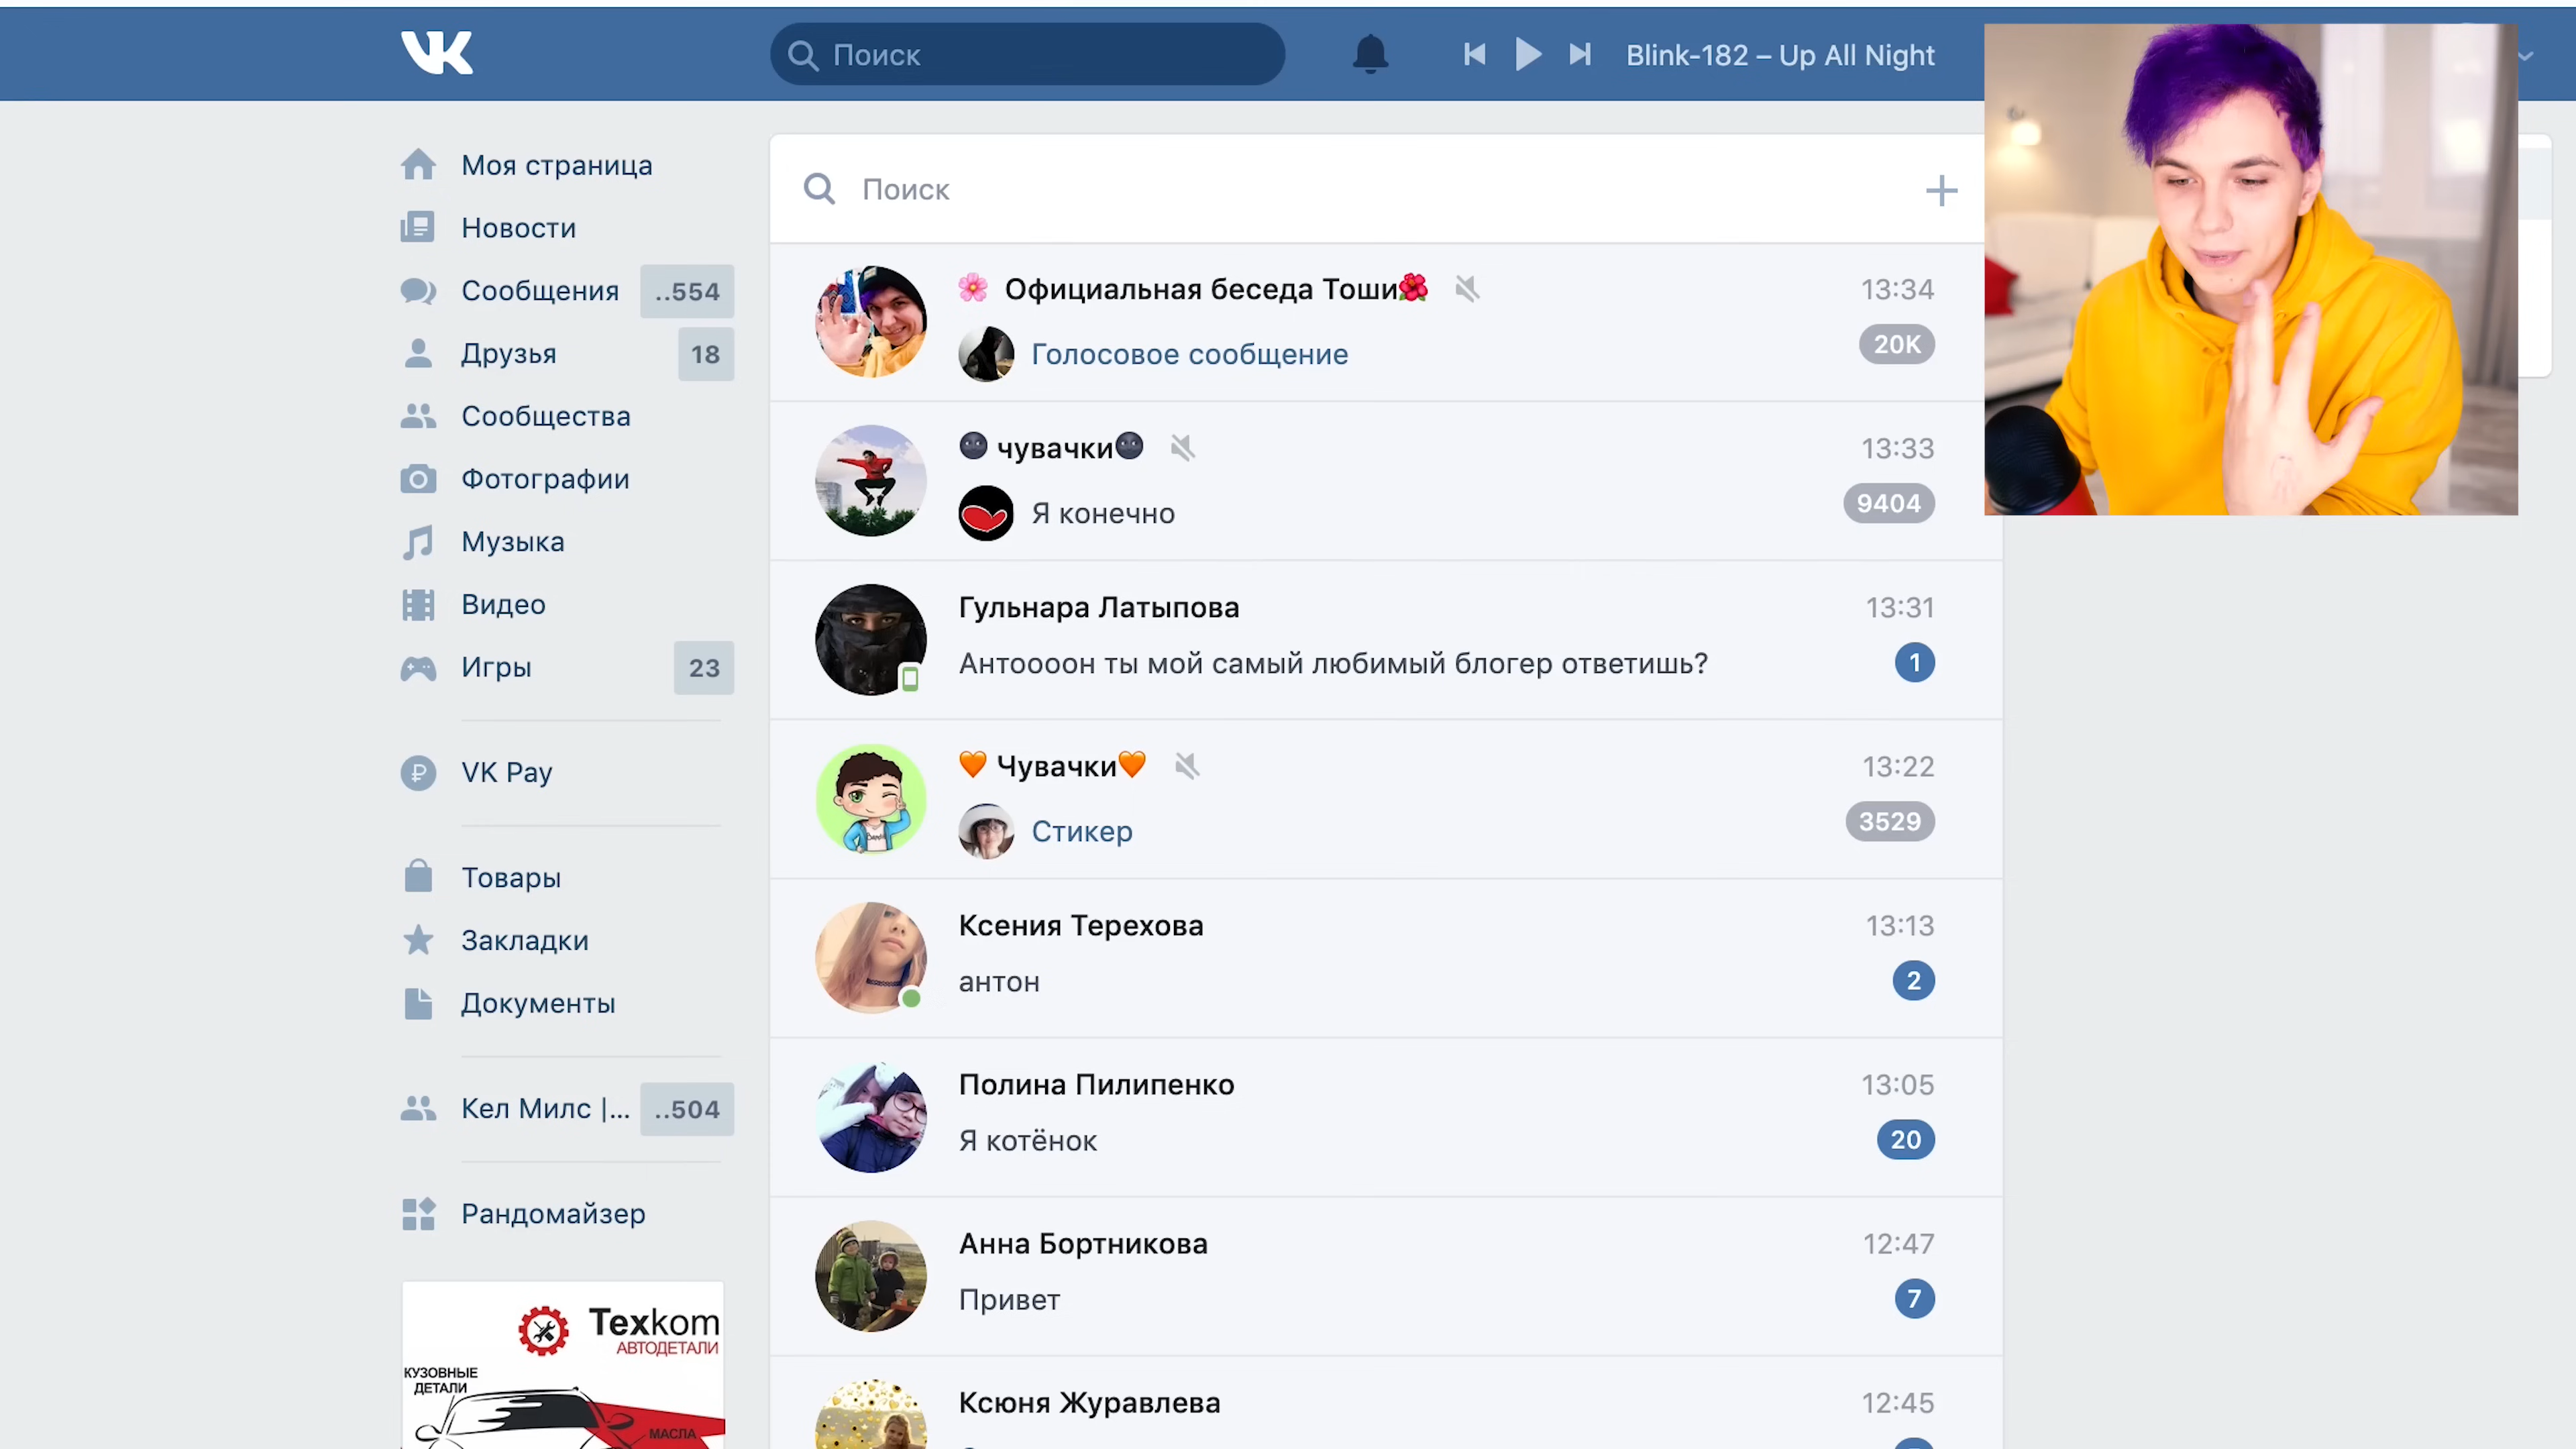 VK
Поиск
Blink-182 – Up All Night
Моя страница
Новости
Сообщения ..554
Друзья 18
Сообщества
Фотографии
Музыка
Видео
Игры 23
VK Pay
Товары
Закладки
Документы
Кел Милс |... ..504
Рандомайзер
Texkom
АВТОДЕТАЛИ
КУЗОВНЫЕ
ДЕТАЛИ
МАСЛА
Поиск
Официальная беседа Тоши 13:34
Голосовое сообщение 20K
чувачки 13:33
Я конечно 9404
Гульнара Латыпова 13:31
Антоооон ты мой самый любимый блогер ответишь? 1
Чувачки 13:22
Стикер 3529
Ксения Терехова 13:13
антон 2
Полина Пилипенко 13:05
Я котёнок 20
Анна Бортникова 12:47
Привет 7
Ксюня Журавлева 12:45